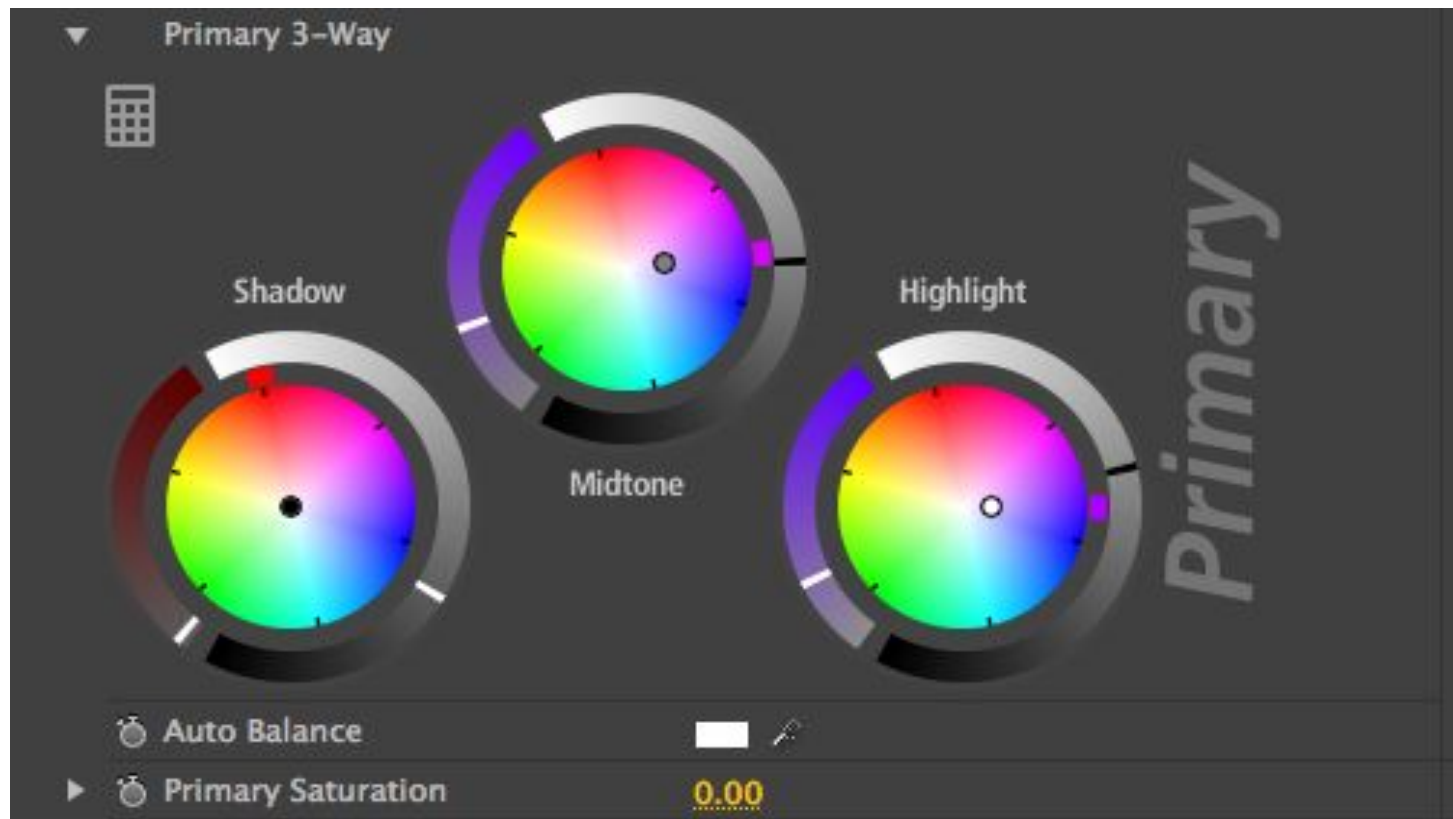 Primary 3-Way
Shadow
Highlight
Midtone
Primary
Auto Balance
Primary Saturation 0.00